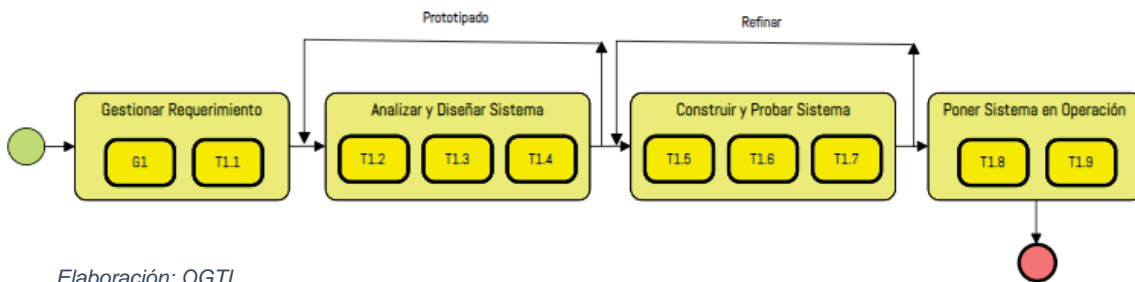 Prototipado
Refinar
Gestionar Requerimiento
Analizar y Diseñar Sistema
Construir y Probar Sistema
Poner Sistema en Operación
G1
T1.1
T1.2
T1.3
T1.4
T1.5
T1.6
T1.7
T1.8
T1.9
Elaboración: OGTI